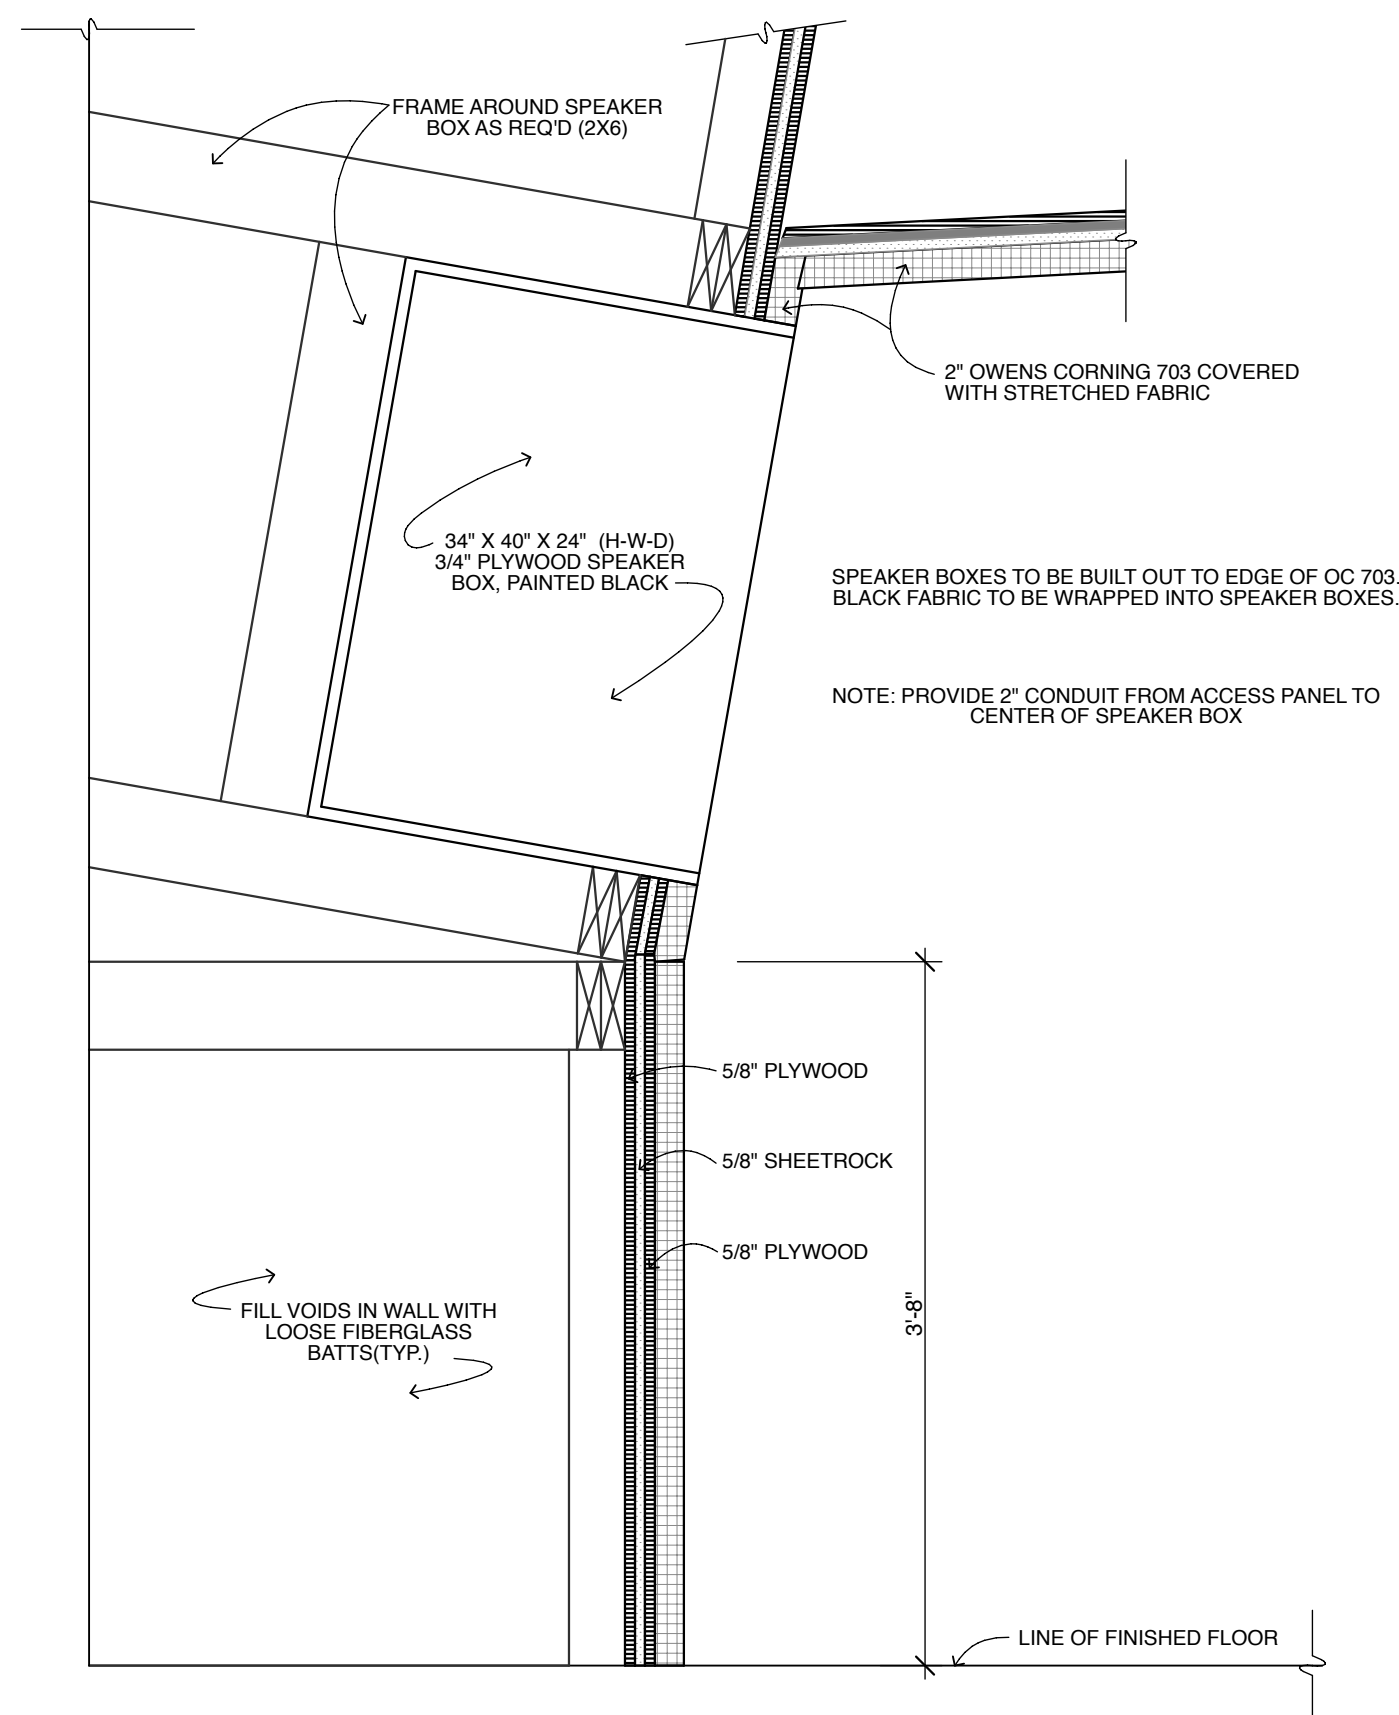 FRAME AROUND SPEAKER
BOX AS REQ'D (2X6)
2" OWENS CORNING 703 COVERED
WITH STRETCHED FABRIC
34" X 40" X 24" (H-W-D)
3/4" PLYWOOD SPEAKER
BOX, PAINTED BLACK
SPEAKER BOXES TO BE BUILT OUT TO EDGE OF OC 703.
BLACK FABRIC TO BE WRAPPED INTO SPEAKER BOXES.
NOTE: PROVIDE 2" CONDUIT FROM ACCESS PANEL TO
CENTER OF SPEAKER BOX
5/8" PLYWOOD
5/8" SHEETROCK
5/8" PLYWOOD
3'-8"
FILL VOIDS IN WALL WITH
LOOSE FIBERGLASS
BATTS(TYP.)
LINE OF FINISHED FLOOR